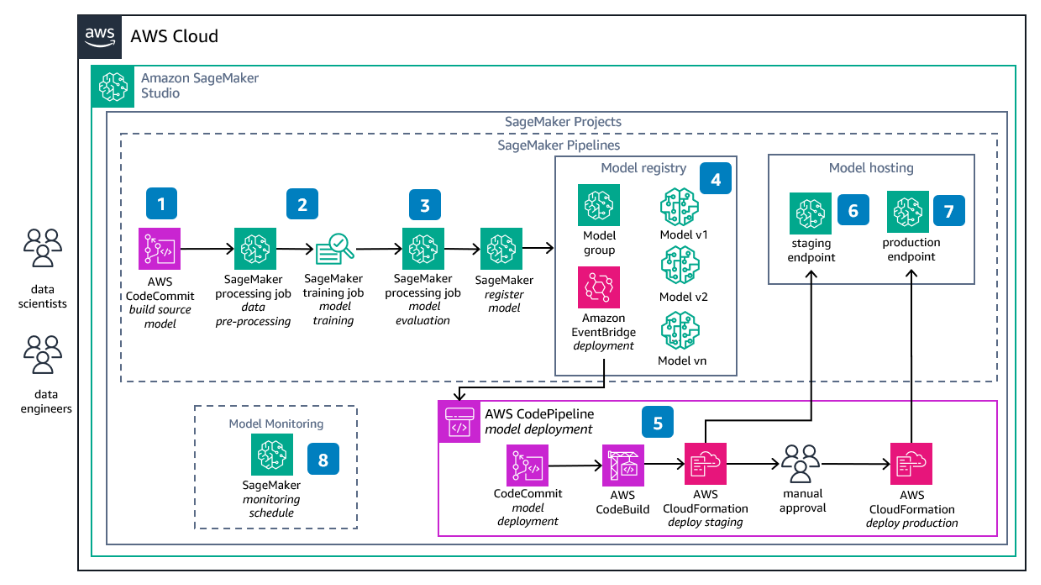 aws
AWS Cloud
Amazon SageMaker
Studio
SageMaker Projects
SageMaker Pipelines
data
scientists
data
engineers
1
AWS
CodeCommit
build source
model
2
SageMaker
processing job
data
pre-processing
SageMaker
training job
model
training
3
SageMaker
processing job
model
evaluation
SageMaker
register
model
Model registry
4
Model
group
Amazon
EventBridge
deployment
Model v1
Model v2
Model vn
Model hosting
6
staging
endpoint
7
production
endpoint
AWS CodePipeline
model deployment
5
CodeCommit
model
deployment
AWS
CodeBuild
AWS
CloudFormation
deploy staging
manual
approval
AWS
CloudFormation
deploy production
Model Monitoring
8
SageMaker
monitoring
schedule